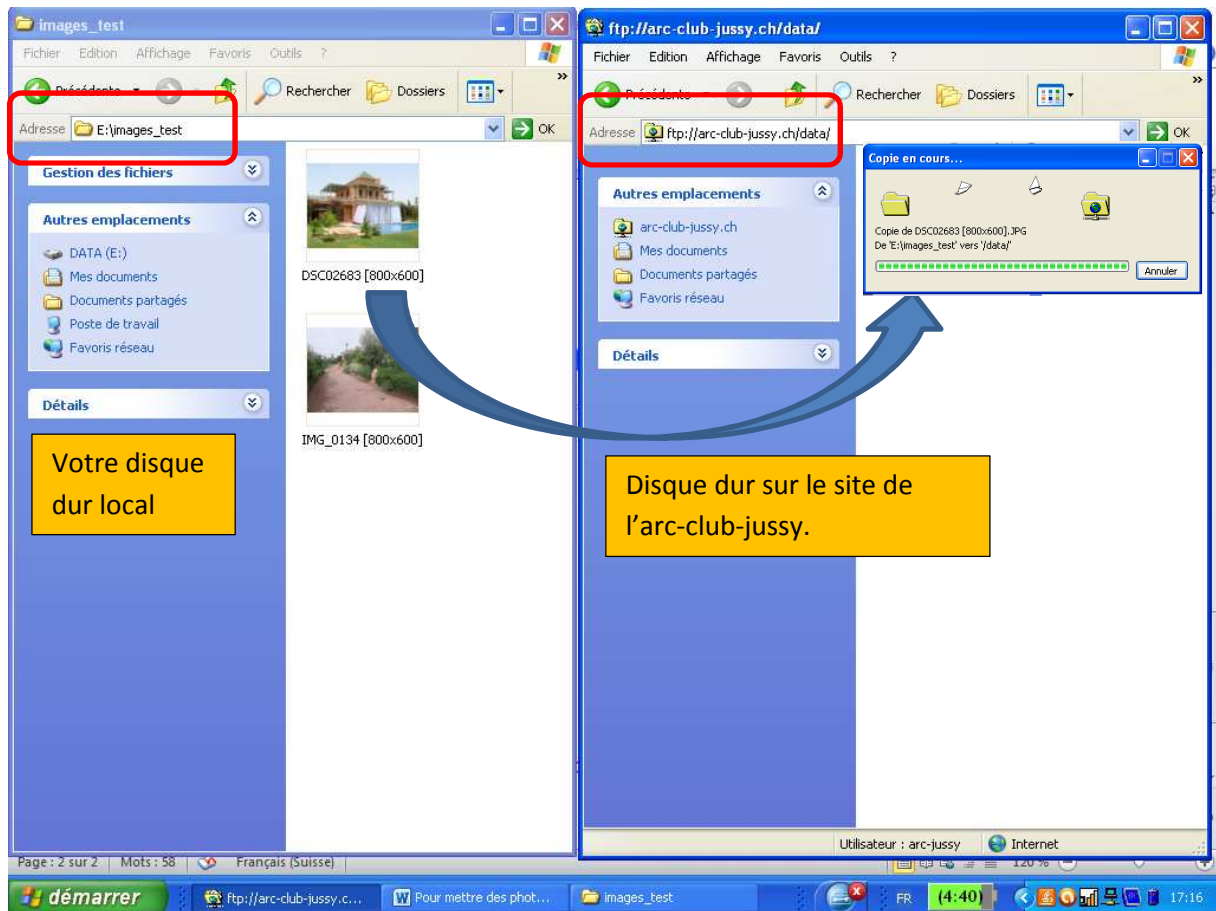 images_test
Fichier Edition Affichage Favoris Outils ?
Précédente
Rechercher
Dossiers
Adresse E:\images_test
OK
Gestion des fichiers
Autres emplacements
DATA (E:)
Mes documents
Documents partagés
Poste de travail
Favoris réseau
Détails
DSC02683 [800x600]
IMG_0134 [800x600]
Votre disque
dur local
ftp://arc-club-jussy.ch/data/
Fichier Edition Affichage Favoris Outils ?
Précédente
Rechercher
Dossiers
Adresse ftp://arc-club-jussy.ch/data/
OK
Autres emplacements
arc-club-jussy.ch
Mes documents
Documents partagés
Favoris réseau
Détails
Copie en cours...
Copie de DSC02683 [800x600].JPG
De 'E:\images_test' vers '/data/'
Annuler
Disque dur sur le site de
l’arc-club-jussy.
Utilisateur : arc-jussy Internet
Page : 2 sur 2 Mots : 58 Français (Suisse) 120 %
démarrer ftp://arc-club-jussy.c... Pour mettre des phot... images_test FR (4:40) 17:16